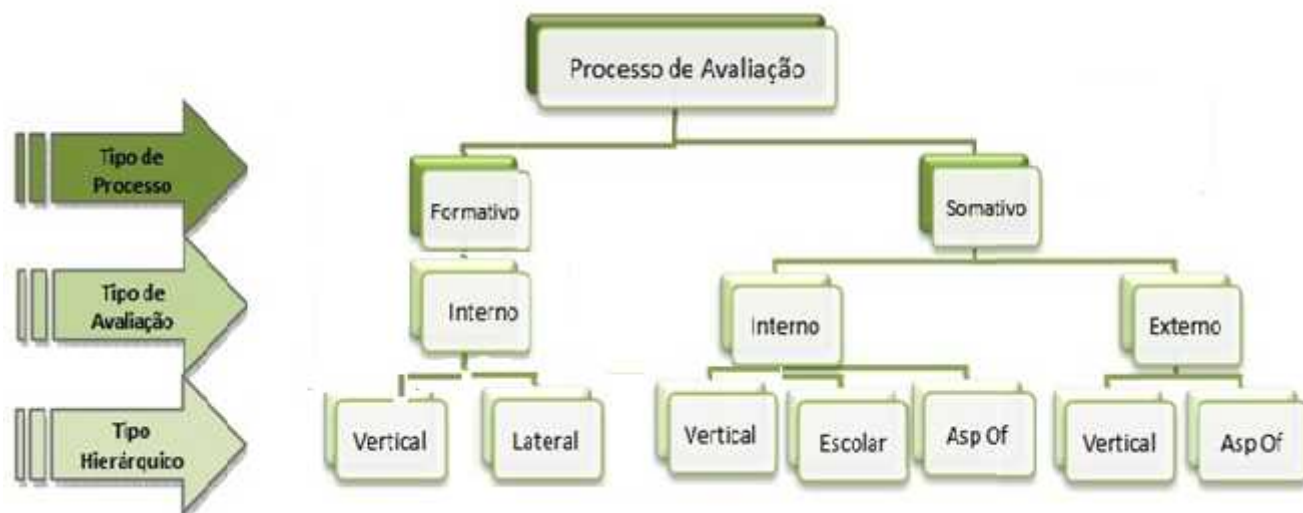 Processo de Avaliação
Tipo de
Processo
Formativo
Somativo
Tipo de
Avaliação
Interno
Interno
Externo
Tipo
Hierárquico
Vertical
Lateral
Vertical
Escolar
Asp Of
Vertical
Asp Of